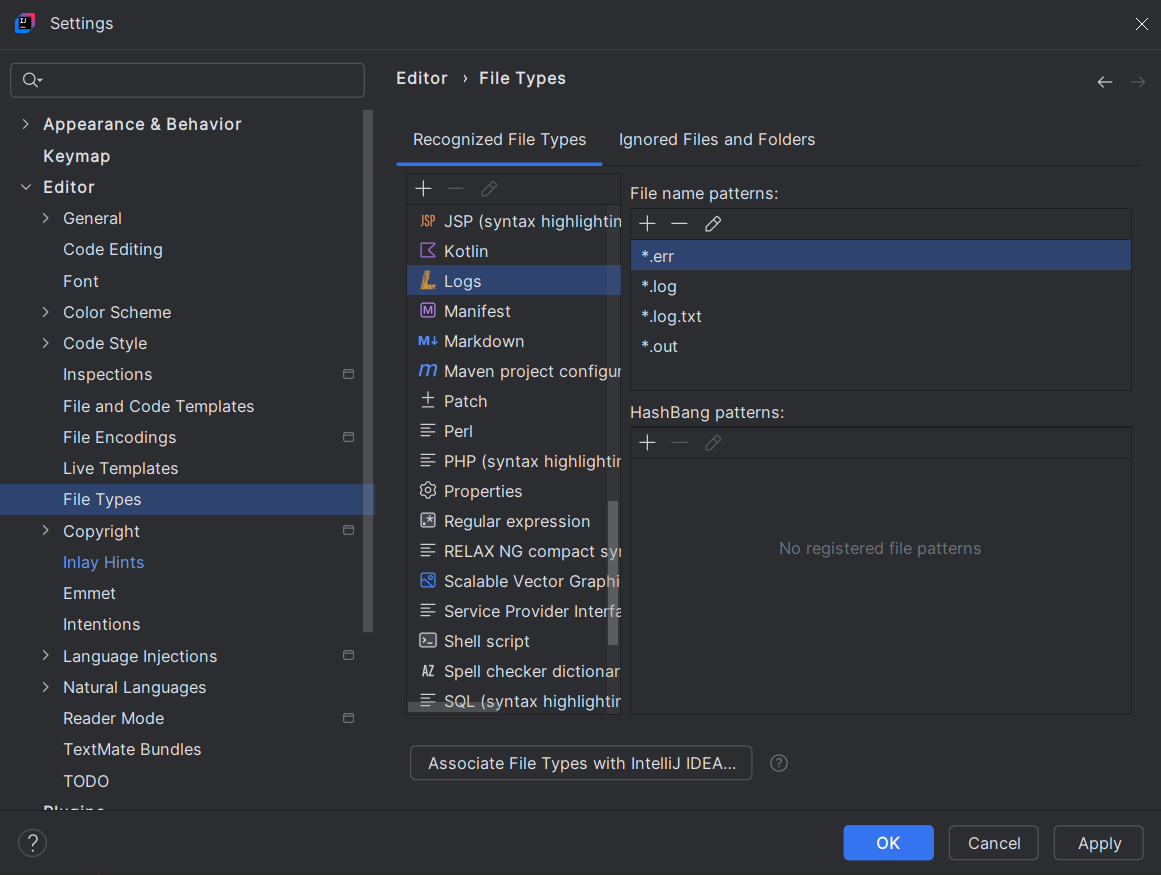 Settings
Appearance & Behavior
Keymap
Editor
General
Code Editing
Font
Color Scheme
Code Style
Inspections
File and Code Templates
File Encodings
Live Templates
File Types
Copyright
Inlay Hints
Emmet
Intentions
Language Injections
Natural Languages
Reader Mode
TextMate Bundles
TODO
Plugins
Editor › File Types
Recognized File Types
Ignored Files and Folders
JSP (syntax highlightin
Kotlin
Logs
Manifest
Markdown
Maven project configur
Patch
Perl
PHP (syntax highlightin
Properties
Regular expression
RELAX NG compact syn
Scalable Vector Graphi
Service Provider Interfa
Shell script
Spell checker dictionar
SQL (syntax highlightin
File name patterns:
*.err
*.log
*.log.txt
*.out
HashBang patterns:
No registered file patterns
Associate File Types with IntelliJ IDEA...
?
?
OK
Cancel
Apply